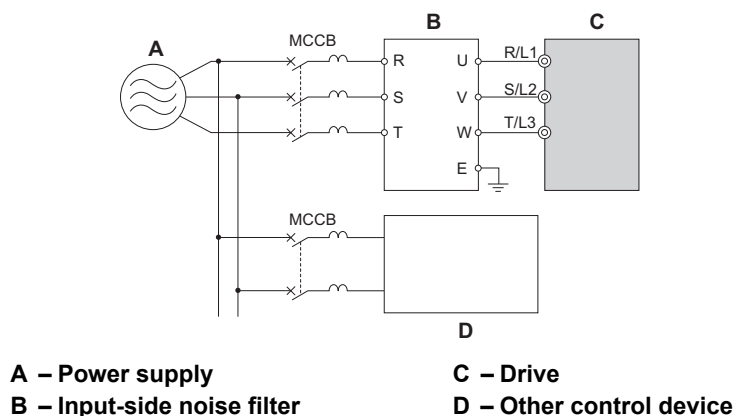 B C
A MCCB
R U R/L1
S V S/L2
T W T/L3
E
MCCB
D
A – Power supply
B – Input-side noise filter
C – Drive
D – Other control device